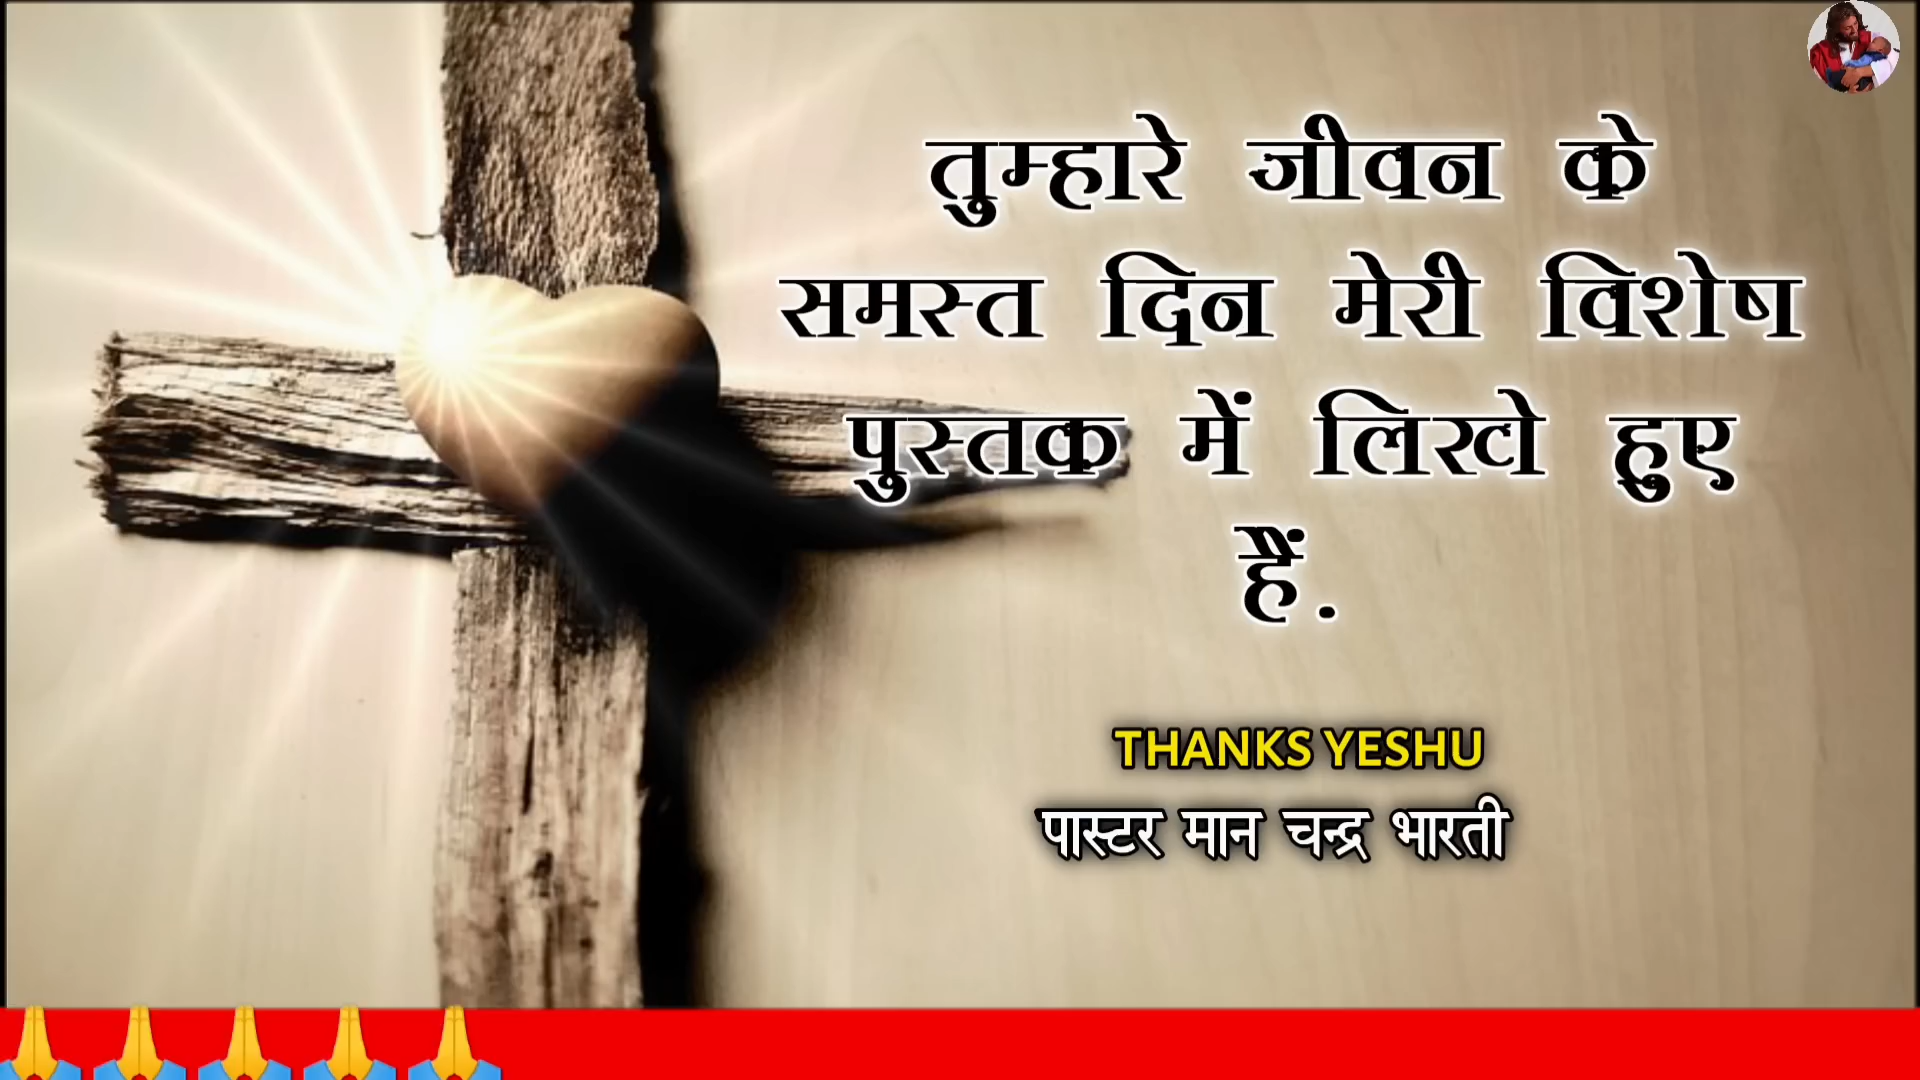 तुम्हारे जीवन के
समस्त दिन मेरी विशेष
पुस्तक में लिखे हुए
हैं.
THANKS YESHU
पास्टर मान चन्द्र भारती